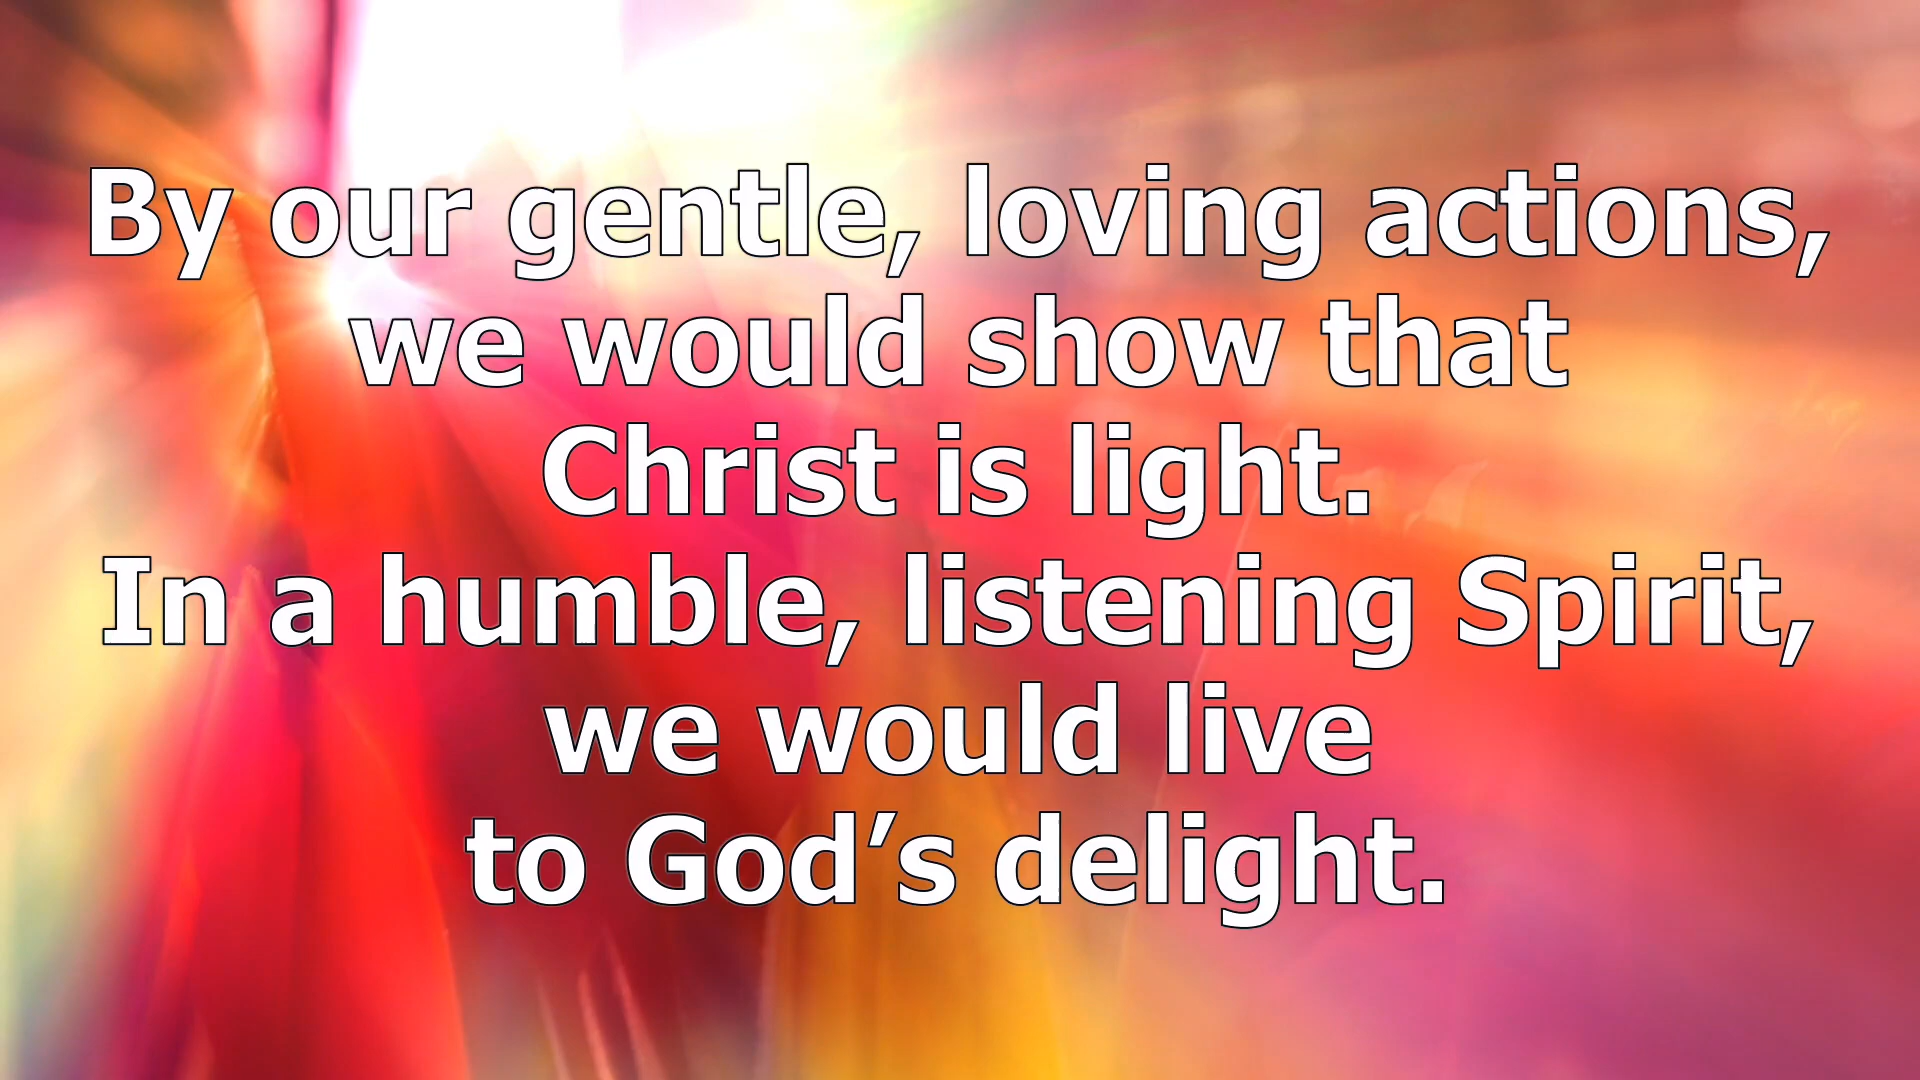 By our gentle, loving actions,
we would show that
Christ is light.
In a humble, listening Spirit,
we would live
to God’s delight.